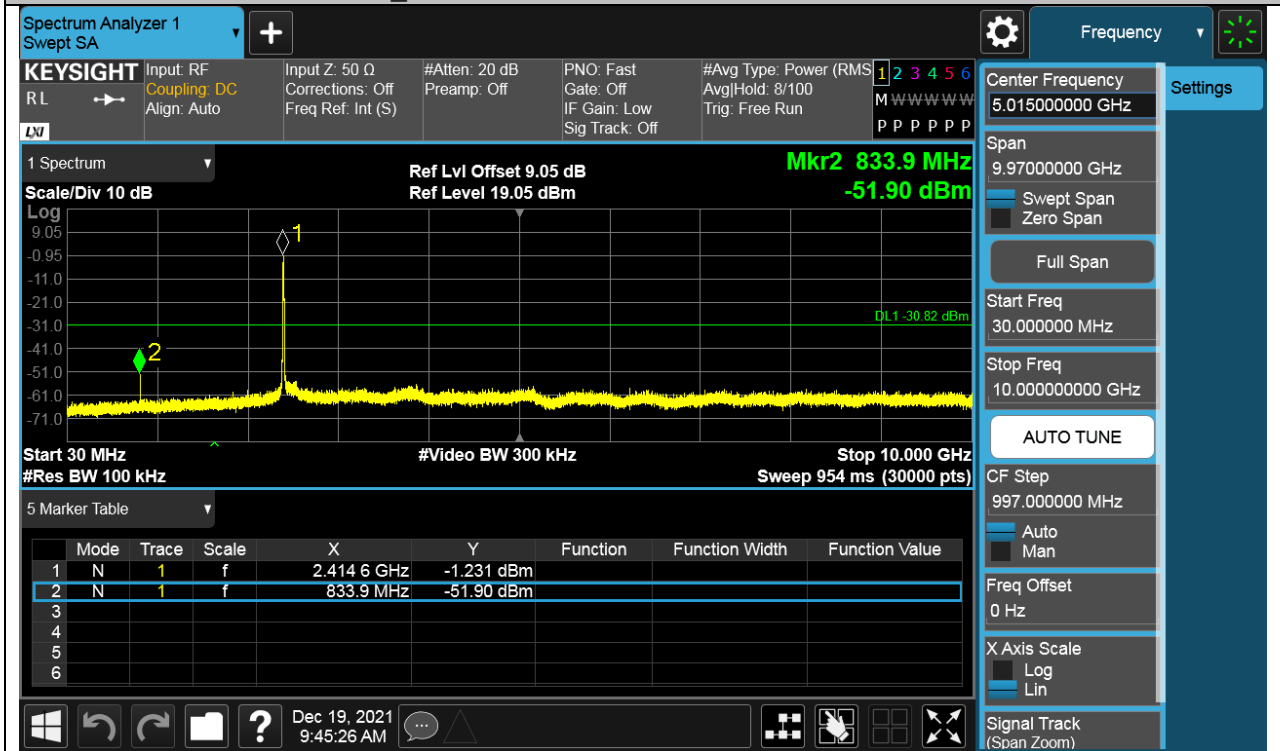 Spectrum Analyzer 1
Swept SA
+
Frequency
KEYSIGHT
RL
LXI
Input: RF
Coupling: DC
Align: Auto
Input Z: 50 Ω
Corrections: Off
Freq Ref: Int (S)
#Atten: 20 dB
Preamp: Off
PNO: Fast
Gate: Off
IF Gain: Low
Sig Track: Off
#Avg Type: Power (RMS
Avg|Hold: 8/100
Trig: Free Run
1 2 3 4 5 6
M W W W W W
P P P P P P
1 Spectrum
Scale/Div 10 dB
Ref Lvl Offset 9.05 dB
Ref Level 19.05 dBm
Mkr2 833.9 MHz
-51.90 dBm
Log
9.05
-0.95
-11.0
-21.0
-31.0
-41.0
-51.0
-61.0
-71.0
1
2
DL1 -30.82 dBm
Start 30 MHz
#Res BW 100 kHz
#Video BW 300 kHz
Stop 10.000 GHz
Sweep 954 ms (30000 pts)
5 Marker Table
Mode Trace Scale X Y Function Function Width Function Value
1 N 1 f 2.414 6 GHz -1.231 dBm
2 N 1 f 833.9 MHz -51.90 dBm
3
4
5
6
?
Dec 19, 2021
9:45:26 AM
Center Frequency
5.015000000 GHz
Settings
Span
9.97000000 GHz
Swept Span
Zero Span
Full Span
Start Freq
30.000000 MHz
Stop Freq
10.000000000 GHz
AUTO TUNE
CF Step
997.000000 MHz
Auto
Man
Freq Offset
0 Hz
X Axis Scale
Log
Lin
Signal Track
(Span Zoom)